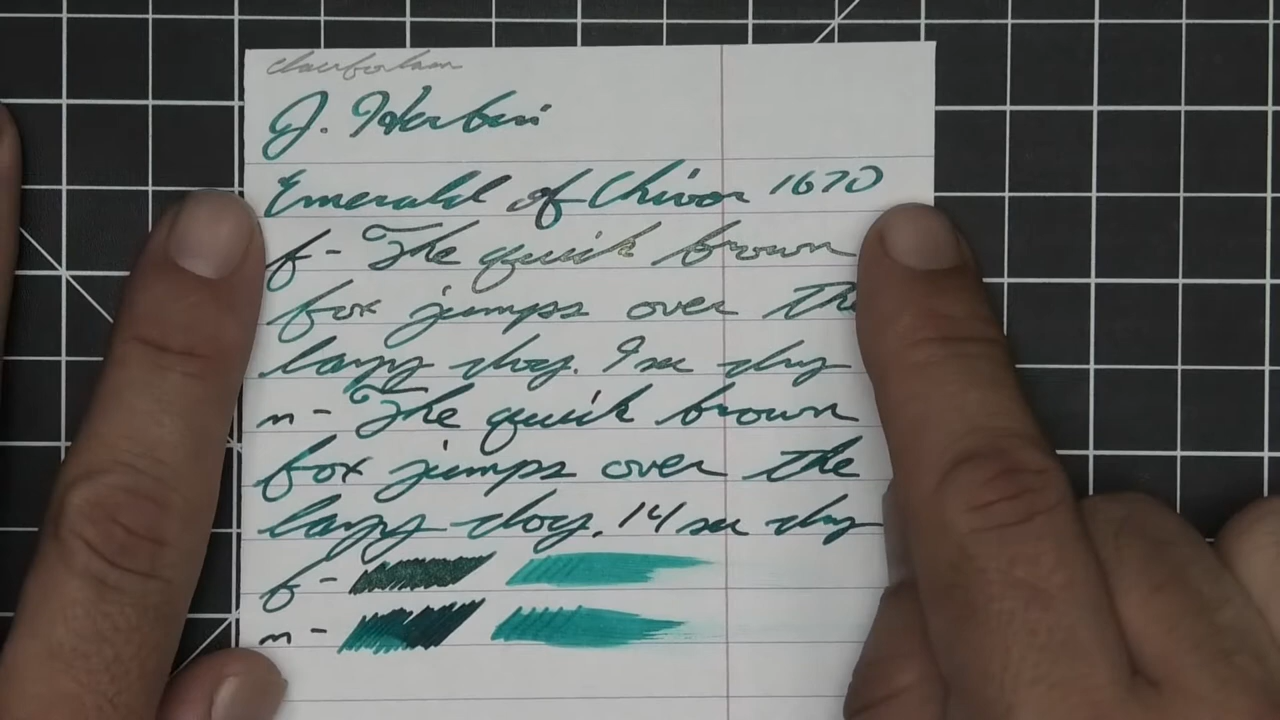 J. Herbin
Emerald of Chivor 1670
f - The quick brown
fox jumps over the
lazy dog. 9 sec dry
m - The quick brown
fox jumps over the
lazy dog. 14 sec dry
f -
m -